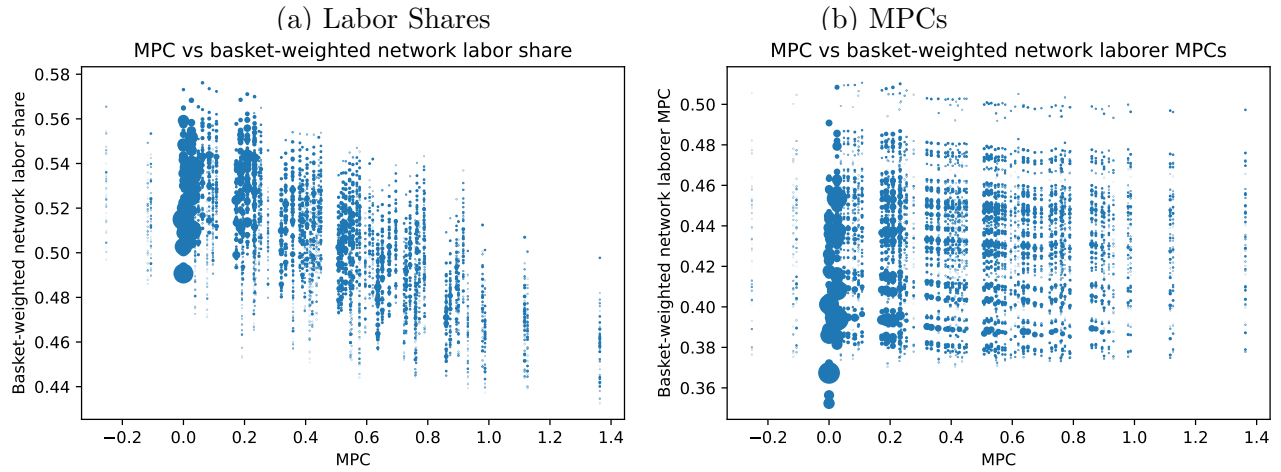 (a) Labor Shares
MPC vs basket-weighted network labor share
Basket-weighted network labor share
0.58
0.56
0.54
0.52
0.50
0.48
0.46
0.44
−0.2 0.0 0.2 0.4 0.6 0.8 1.0 1.2 1.4
MPC
(b) MPCs
MPC vs basket-weighted network laborer MPCs
Basket-weighted network laborer MPC
0.50
0.48
0.46
0.44
0.42
0.40
0.38
0.36
−0.2 0.0 0.2 0.4 0.6 0.8 1.0 1.2 1.4
MPC